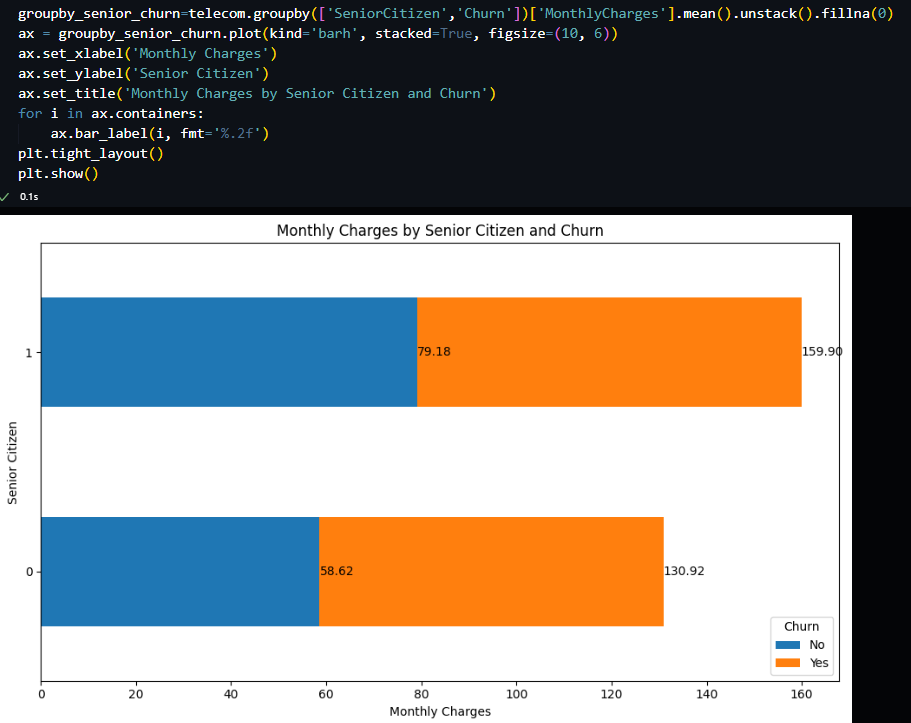 groupby_senior_churn=telecom.groupby(['SeniorCitizen','Churn'])['MonthlyCharges'].mean().unstack().fillna(0)
ax = groupby_senior_churn.plot(kind='barh', stacked=True, figsize=(10, 6))
ax.set_xlabel('Monthly Charges')
ax.set_ylabel('Senior Citizen')
ax.set_title('Monthly Charges by Senior Citizen and Churn')
for i in ax.containers:
    ax.bar_label(i, fmt='%.2f')
plt.tight_layout()
plt.show()
0.1s
Monthly Charges by Senior Citizen and Churn
1
79.18
159.90
Senior Citizen
0
58.62
130.92
Churn
No
Yes
0 20 40 60 80 100 120 140 160
Monthly Charges